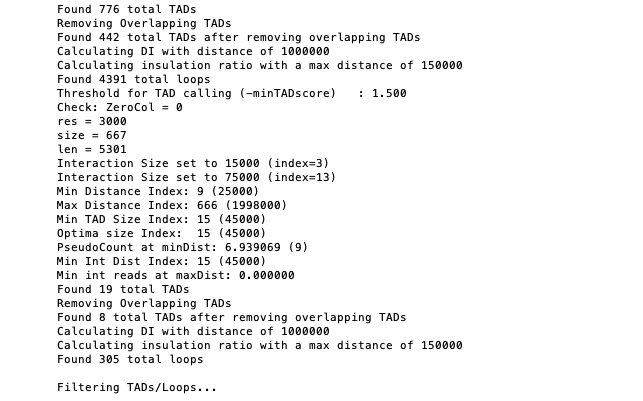 Found 776 total TADs
Removing Overlapping TADs
Found 442 total TADs after removing overlapping TADs
Calculating DI with distance of 1000000
Calculating insulation ratio with a max distance of 150000
Found 4391 total loops
Threshold for TAD calling (-minTADscore)   : 1.500
Check: ZeroCol = 0
res = 3000
size = 667
len = 5301
Interaction Size set to 15000 (index=3)
Interaction Size set to 75000 (index=13)
Min Distance Index: 9 (25000)
Max Distance Index: 666 (1998000)
Min TAD Size Index: 15 (45000)
Optima size Index:  15 (45000)
PseudoCount at minDist: 6.939069 (9)
Min Int Dist Index: 15 (45000)
Min int reads at maxDist: 0.000000
Found 19 total TADs
Removing Overlapping TADs
Found 8 total TADs after removing overlapping TADs
Calculating DI with distance of 1000000
Calculating insulation ratio with a max distance of 150000
Found 305 total loops
Filtering TADs/Loops...